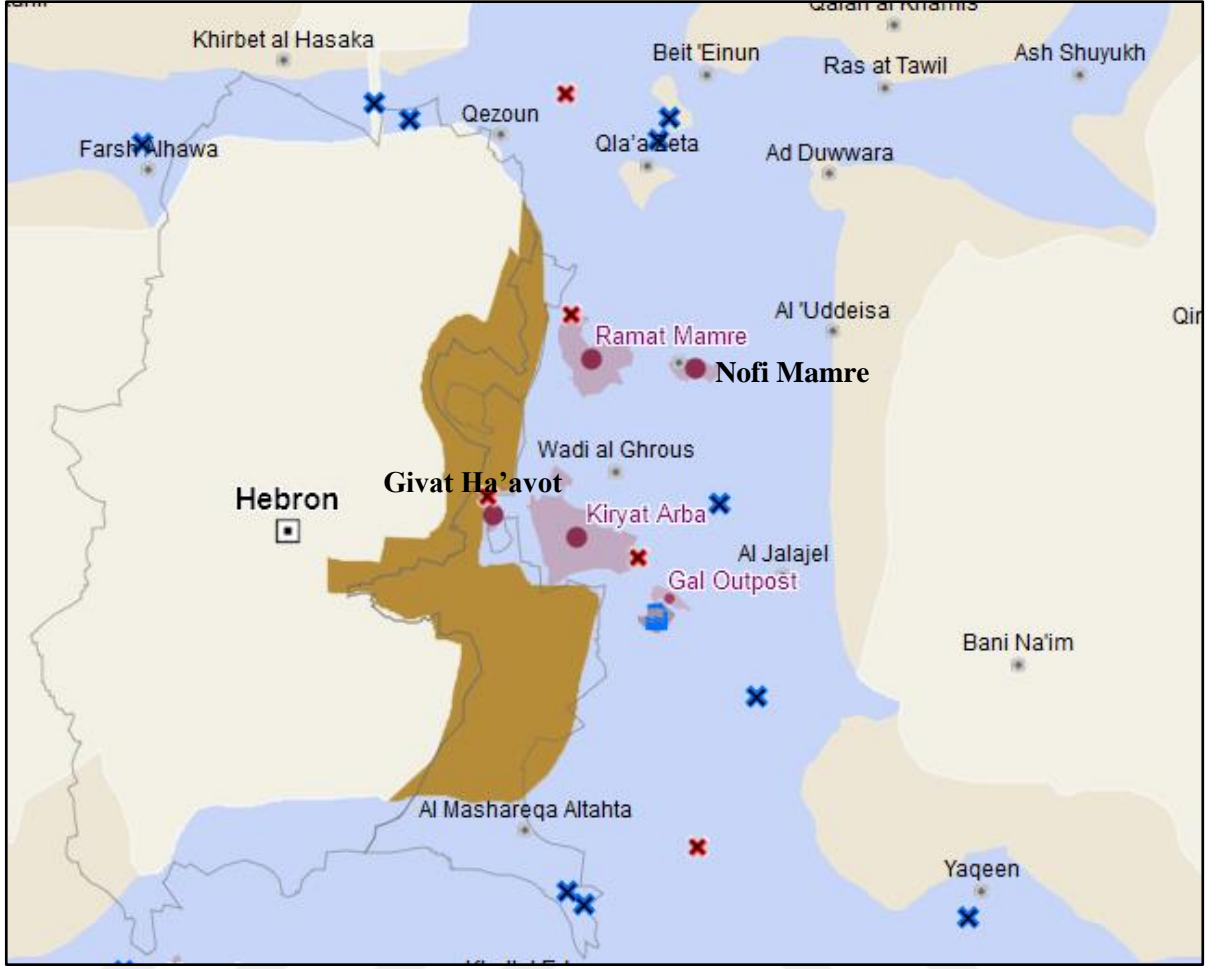 Khirbet al Hasaka
Beit 'Einun
Ras at Tawil
Ash Shuyukh
Qezoun
Farsh Alhawa
Qla'a Zeta
Ad Duwwara
Al 'Uddeisa
Ramat Mamre
Nofi Mamre
Wadi al Ghrous
Givat Ha’avot
Hebron
Kiryat Arba
Al Jalajel
Gal Outpost
Bani Na'im
Al Mashareqa Altahta
Yaqeen